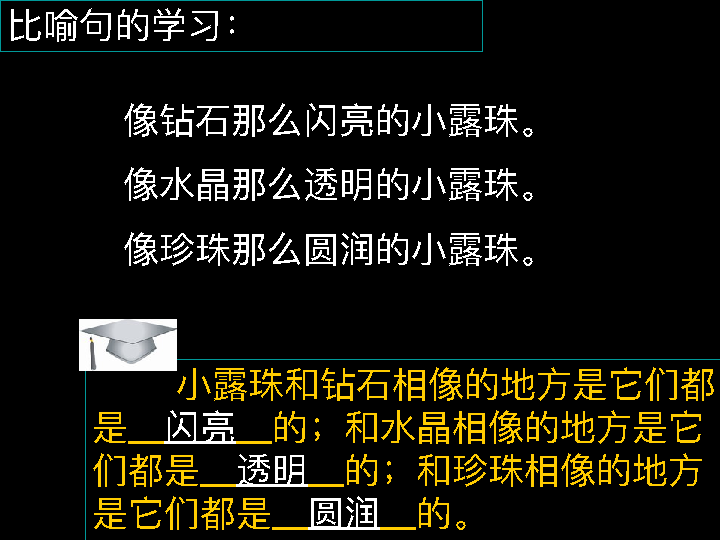 比喻句的学习：
像钻石那么闪亮的小露珠。
像水晶那么透明的小露珠。
像珍珠那么圆润的小露珠。
小露珠和钻石相像的地方是它们都
是__闪亮__的；和水晶相像的地方是它
们都是__透明__的；和珍珠相像的地方
是它们都是__圆润__的。